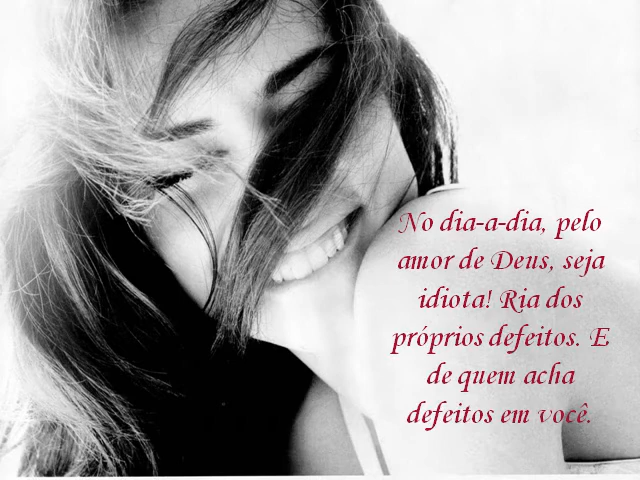 No dia-a-dia, pelo
amor de Deus, seja
idiota! Ria dos
próprios defeitos. E
de quem acha
defeitos em você.